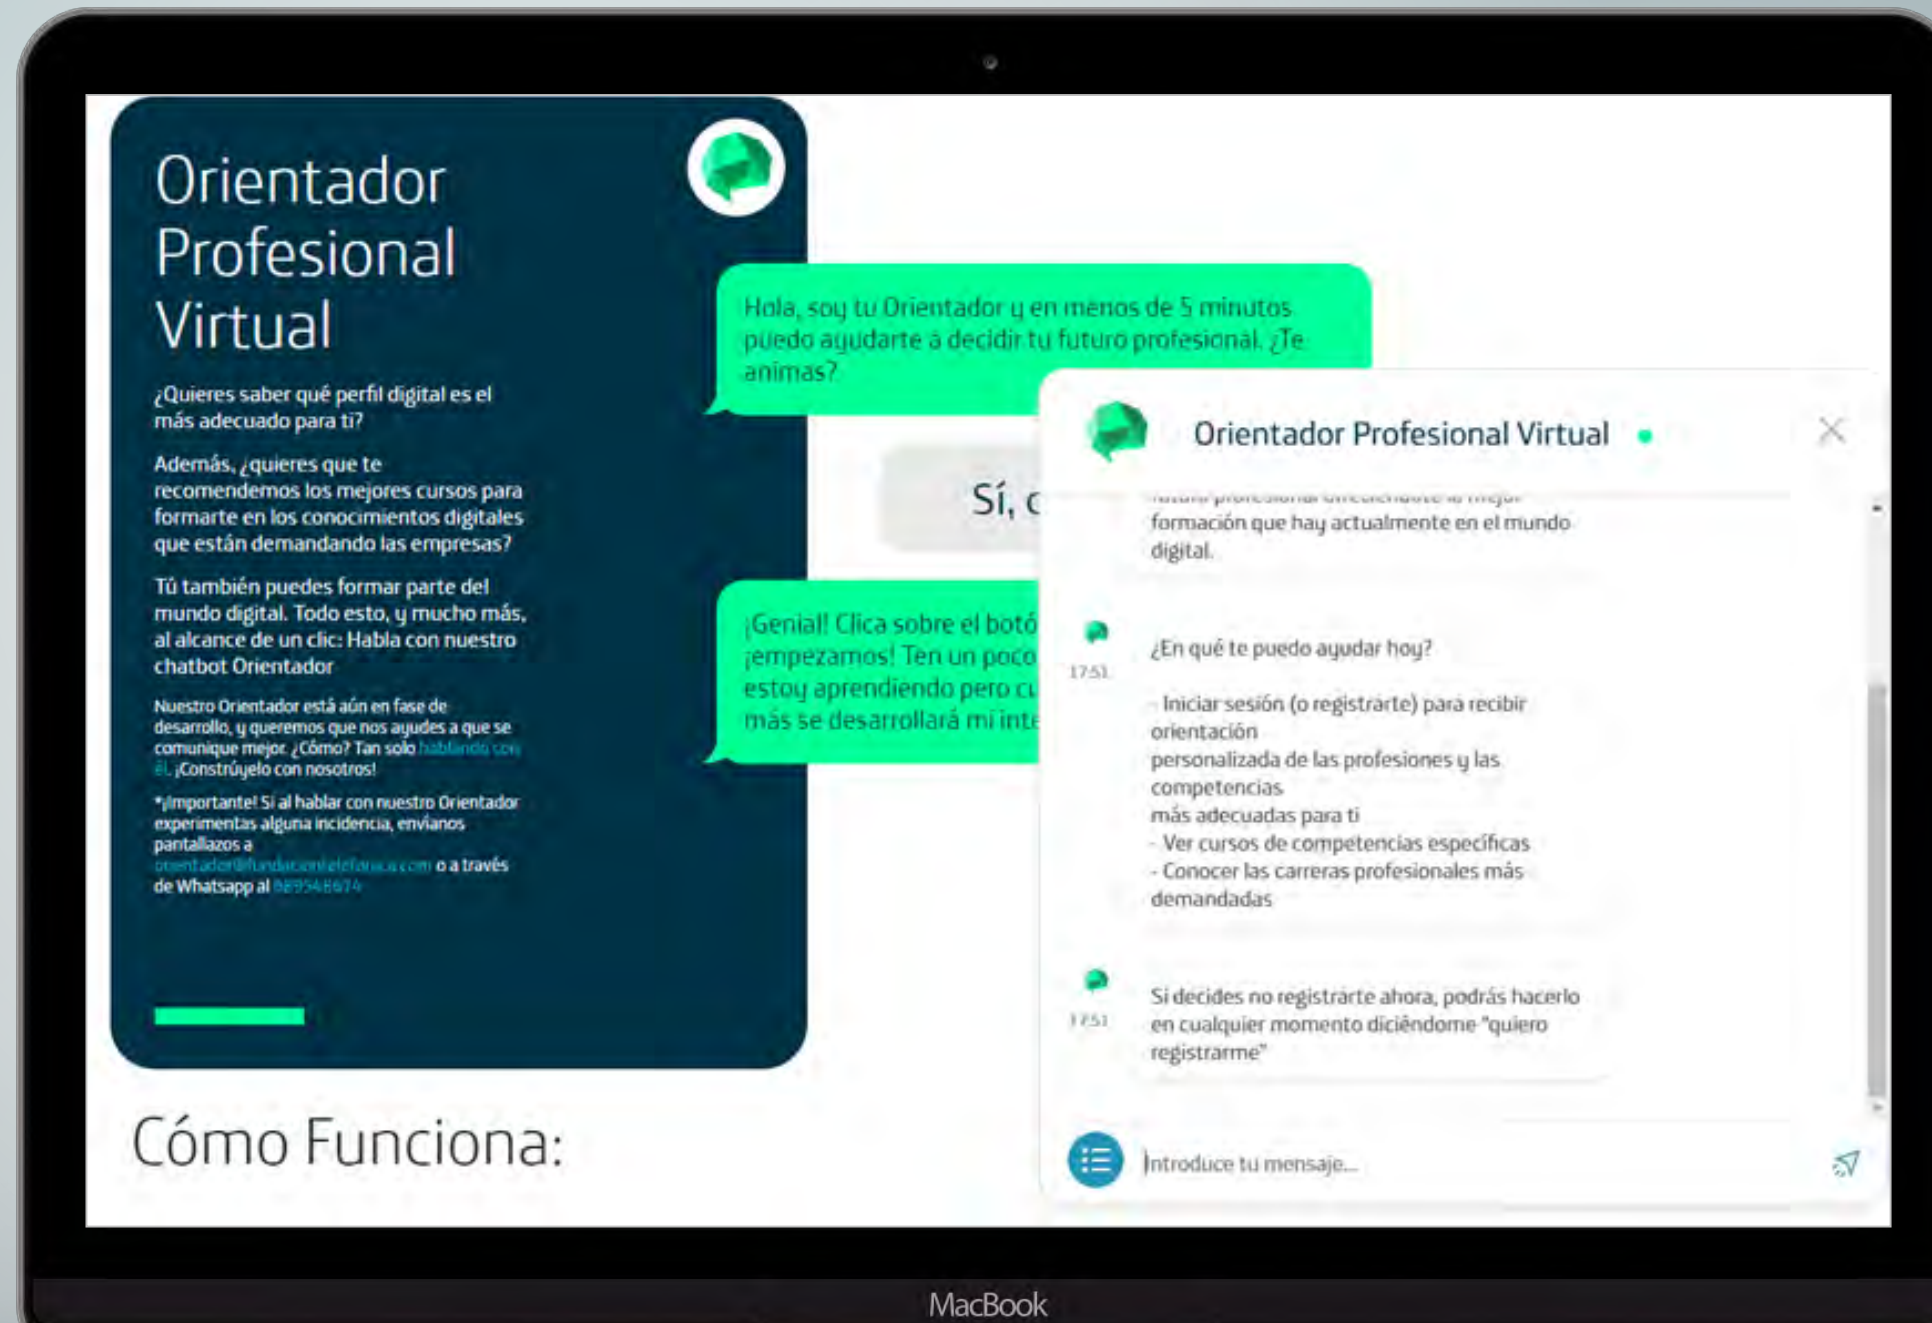 Orientador
Profesional
Virtual
¿Quieres saber qué perfil digital es el
más adecuado para ti?
Además, ¿quieres que te
recomendemos los mejores cursos para
formarte en los conocimientos digitales
que están demandando las empresas?
Tú también puedes formar parte del
mundo digital. Todo esto, y mucho más,
al alcance de un clic: Habla con nuestro
chatbot Orientador
Nuestro Orientador está aún en fase de
desarrollo, y queremos que nos ayudes a que se
comunique mejor. ¿Cómo? Tan solo hablando con
él. ¡Constrúyelo con nosotros!
*¡Importante! Si al hablar con nuestro Orientador
experimentas alguna incidencia, envíanos
pantallazos a
orientador@fundaciontelefonica.com o a través
de Whatsapp al
Cómo Funciona:
Hola, soy tu Orientador y en menos de 5 minutos
puedo ayudarte a decidir tu futuro profesional. ¿Te
animas?
Sí, c
¡Genial! Clica sobre el botó
¡empezamos! Ten un poco
estoy aprendiendo pero cu
más se desarrollará mi inte
Orientador Profesional Virtual
formación que hay actualmente en el mundo
digital.
¿En qué te puedo ayudar hoy?
17:51
- Iniciar sesión (o registrarte) para recibir
orientación
personalizada de las profesiones y las
competencias
más adecuadas para ti
- Ver cursos de competencias específicas
- Conocer las carreras profesionales más
demandadas
Si decides no registrarte ahora, podrás hacerlo
17:51
en cualquier momento diciéndome "quiero
registrarme"
Introduce tu mensaje...
MacBook